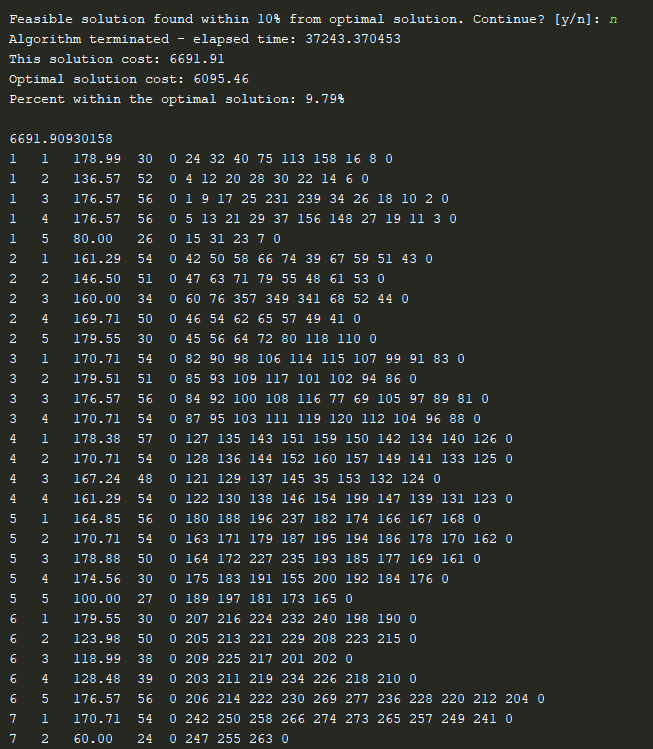 Feasible solution found within 10% from optimal solution. Continue? [y/n]: n
Algorithm terminated - elapsed time: 37243.370453
This solution cost: 6691.91
Optimal solution cost: 6095.46
Percent within the optimal solution: 9.79%
6691.90930158
1 1 178.99 30 0 24 32 40 75 113 158 16 8 0
1 2 136.57 52 0 4 12 20 28 30 22 14 6 0
1 3 176.57 56 0 1 9 17 25 231 239 34 26 18 10 2 0
1 4 176.57 56 0 5 13 21 29 37 156 148 27 19 11 3 0
1 5 80.00 26 0 15 31 23 7 0
2 1 161.29 54 0 42 50 58 66 74 39 67 59 51 43 0
2 2 146.50 51 0 47 63 71 79 55 48 61 53 0
2 3 160.00 34 0 60 76 357 349 341 68 52 44 0
2 4 169.71 50 0 46 54 62 65 57 49 41 0
2 5 179.55 30 0 45 56 64 72 80 118 110 0
3 1 170.71 54 0 82 90 98 106 114 115 107 99 91 83 0
3 2 179.51 51 0 85 93 109 117 101 102 94 86 0
3 3 176.57 56 0 84 92 100 108 116 77 69 105 97 89 81 0
3 4 170.71 54 0 87 95 103 111 119 120 112 104 96 88 0
4 1 178.38 57 0 127 135 143 151 159 150 142 134 140 126 0
4 2 170.71 54 0 128 136 144 152 160 157 149 141 133 125 0
4 3 167.24 48 0 121 129 137 145 35 153 132 124 0
4 4 161.29 54 0 122 130 138 146 154 199 147 139 131 123 0
5 1 164.85 56 0 180 188 196 237 182 174 166 167 168 0
5 2 170.71 54 0 163 171 179 187 195 194 186 178 170 162 0
5 3 178.88 50 0 164 172 227 235 193 185 177 169 161 0
5 4 174.56 30 0 175 183 191 155 200 192 184 176 0
5 5 100.00 27 0 189 197 181 173 165 0
6 1 179.55 30 0 207 216 224 232 240 198 190 0
6 2 123.98 50 0 205 213 221 229 208 223 215 0
6 3 118.99 38 0 209 225 217 201 202 0
6 4 128.48 39 0 203 211 219 234 226 218 210 0
6 5 176.57 56 0 206 214 222 230 269 277 236 228 220 212 204 0
7 1 170.71 54 0 242 250 258 266 274 273 265 257 249 241 0
7 2 60.00 24 0 247 255 263 0